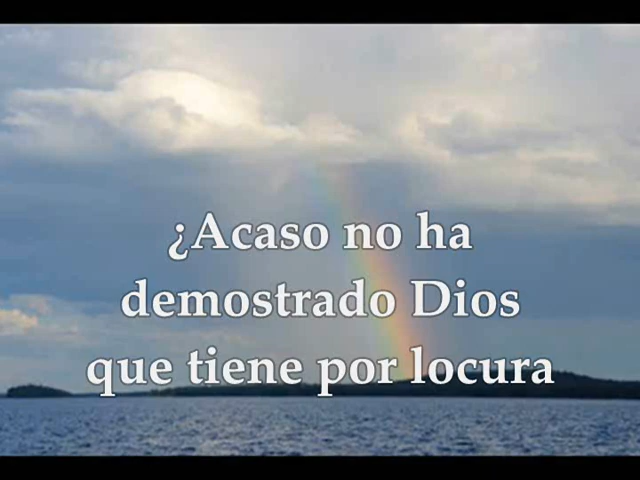 ¿Acaso no ha
demostrado Dios
que tiene por locura